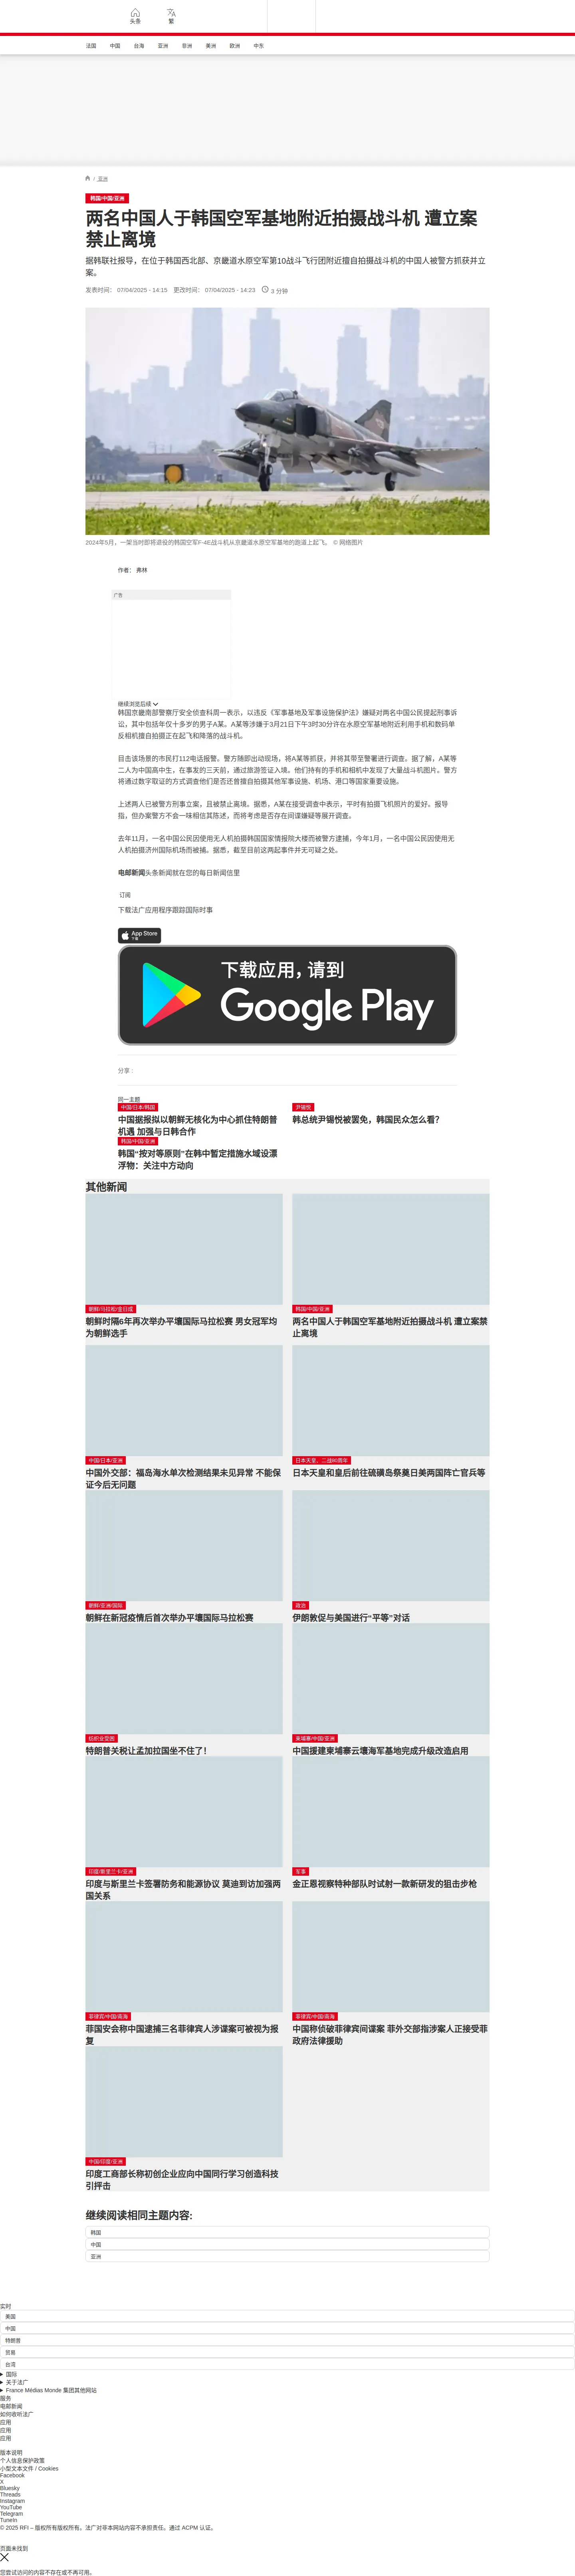 头条
繁
法国
中国
台海
亚洲
非洲
美洲
欧洲
中东
/ 亚洲
韩国/中国/亚洲
两名中国人于韩国空军基地附近拍摄战斗机 遭立案
禁止离境
据韩联社报导，在位于韩国西北部、京畿道水原空军第10战斗飞行团附近擅自拍摄战斗机的中国人被警方抓获并立
案。
发表时间： 07/04/2025 - 14:15 更改时间： 07/04/2025 - 14:23 3 分钟
2024年5月，一架当时即将退役的韩国空军F-4E战斗机从京畿道水原空军基地的跑道上起飞。 © 网络图片
作者： 弗林
广告
继续浏览后续
韩国京畿南部警察厅安全侦查科周一表示，以违反《军事基地及军事设施保护法》嫌疑对两名中国公民提起刑事诉
讼，其中包括年仅十多岁的男子A某。A某等涉嫌于3月21日下午3时30分许在水原空军基地附近利用手机和数码单
反相机擅自拍摄正在起飞和降落的战斗机。
目击该场景的市民打112电话报警。警方随即出动现场，将A某等抓获，并将其带至警署进行调查。据了解，A某等
二人为中国高中生，在事发的三天前，通过旅游签证入境。他们持有的手机和相机中发现了大量战斗机图片。警方
将通过数字取证的方式调查他们是否还曾擅自拍摄其他军事设施、机场、港口等国家重要设施。
上述两人已被警方刑事立案，且被禁止离境。据悉，A某在接受调查中表示，平时有拍摄飞机照片的爱好。报导
指，但办案警方不会一味相信其陈述，而将考虑是否存在间谍嫌疑等展开调查。
去年11月，一名中国公民因使用无人机拍摄韩国国家情报院大楼而被警方逮捕，今年1月，一名中国公民因使用无
人机拍摄济州国际机场而被捕。据悉，截至目前这两起事件并无可疑之处。
电邮新闻头条新闻就在您的每日新闻信里
订阅
下载法广应用程序跟踪国际时事
App Store
下载
下载应用，请到
Google Play
分享 :
同一主题
中国/日本/韩国
中国据报拟以朝鲜无核化为中心抓住特朗普
机遇 加强与日韩合作
尹锡悦
韩总统尹锡悦被罢免，韩国民众怎么看？
韩国/中国/亚洲
韩国“按对等原则”在韩中暂定措施水域设漂
浮物：关注中方动向
其他新闻
朝鲜/马拉松/金日成
朝鲜时隔6年再次举办平壤国际马拉松赛 男女冠军均
为朝鲜选手
韩国/中国/亚洲
两名中国人于韩国空军基地附近拍摄战斗机 遭立案禁
止离境
中国/日本/亚洲
中国外交部：福岛海水单次检测结果未见异常 不能保
证今后无问题
日本天皇、二战80周年
日本天皇和皇后前往硫磺岛祭奠日美两国阵亡官兵等
朝鲜/亚洲/国际
朝鲜在新冠疫情后首次举办平壤国际马拉松赛
政治
伊朗敦促与美国进行“平等”对话
纺织业受困
特朗普关税让孟加拉国坐不住了！
柬埔寨/中国/亚洲
中国援建柬埔寨云壤海军基地完成升级改造启用
印度/斯里兰卡/亚洲
印度与斯里兰卡签署防务和能源协议 莫迪到访加强两
国关系
军事
金正恩视察特种部队时试射一款新研发的狙击步枪
菲律宾/中国/南海
菲国安会称中国逮捕三名菲律宾人涉谍案可被视为报
复
菲律宾/中国/南海
中国称侦破菲律宾间谍案 菲外交部指涉案人正接受菲
政府法律援助
中国/印度/亚洲
印度工商部长称初创企业应向中国同行学习创造科技
引抨击
继续阅读相同主题内容:
韩国
中国
亚洲
实时
美国
中国
特朗普
贸易
台湾
国际
关于法广
France Médias Monde 集团其他网站
服务
电邮新闻
如何收听法广
应用
应用
应用
版本说明
个人信息保护政策
小型文本文件 / Cookies
Facebook
X
Bluesky
Threads
Instagram
YouTube
Telegram
TuneIn
© 2025 RFI – 版权所有版权所有。法广对非本网站内容不承担责任。通过 ACPM 认证。
页面未找到
您尝试访问的内容不存在或不再可用。